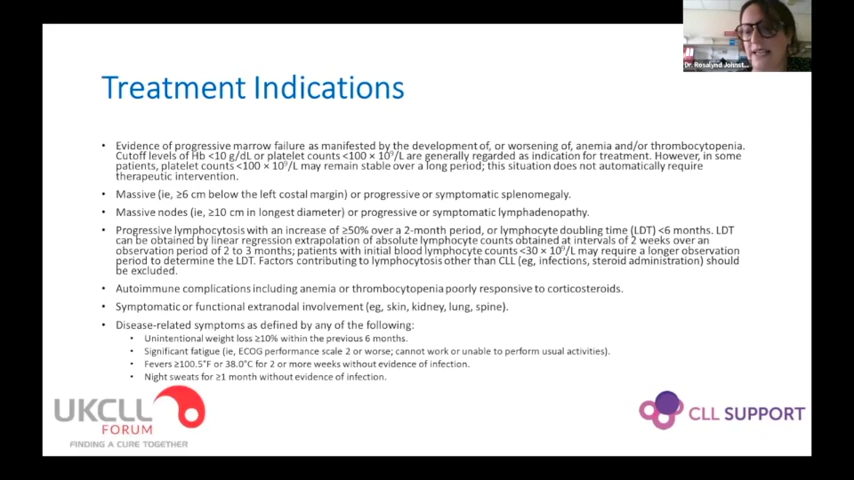 Dr. Rosalynd Johnst...
Treatment Indications
• Evidence of progressive marrow failure as manifested by the development of, or worsening of, anemia and/or thrombocytopenia.
Cutoff levels of Hb <10 g/dL or platelet counts <100 × 10⁹/L are generally regarded as indication for treatment. However, in some
patients, platelet counts <100 × 10⁹/L may remain stable over a long period; this situation does not automatically require
therapeutic intervention.
• Massive (ie, ≥6 cm below the left costal margin) or progressive or symptomatic splenomegaly.
• Massive nodes (ie, ≥10 cm in longest diameter) or progressive or symptomatic lymphadenopathy.
• Progressive lymphocytosis with an increase of ≥50% over a 2-month period, or lymphocyte doubling time (LDT) <6 months. LDT
can be obtained by linear regression extrapolation of absolute lymphocyte counts obtained at intervals of 2 weeks over an
observation period of 2 to 3 months; patients with initial blood lymphocyte counts <30 × 10⁹/L may require a longer observation
period to determine the LDT. Factors contributing to lymphocytosis other than CLL (eg, infections, steroid administration) should
be excluded.
• Autoimmune complications including anemia or thrombocytopenia poorly responsive to corticosteroids.
• Symptomatic or functional extranodal involvement (eg, skin, kidney, lung, spine).
• Disease-related symptoms as defined by any of the following:
• Unintentional weight loss ≥10% within the previous 6 months.
• Significant fatigue (ie, ECOG performance scale 2 or worse; cannot work or unable to perform usual activities).
• Fevers ≥100.5°F or 38.0°C for 2 or more weeks without evidence of infection.
• Night sweats for ≥1 month without evidence of infection.
UKCLL
FORUM
FINDING A CURE TOGETHER
CLL SUPPORT